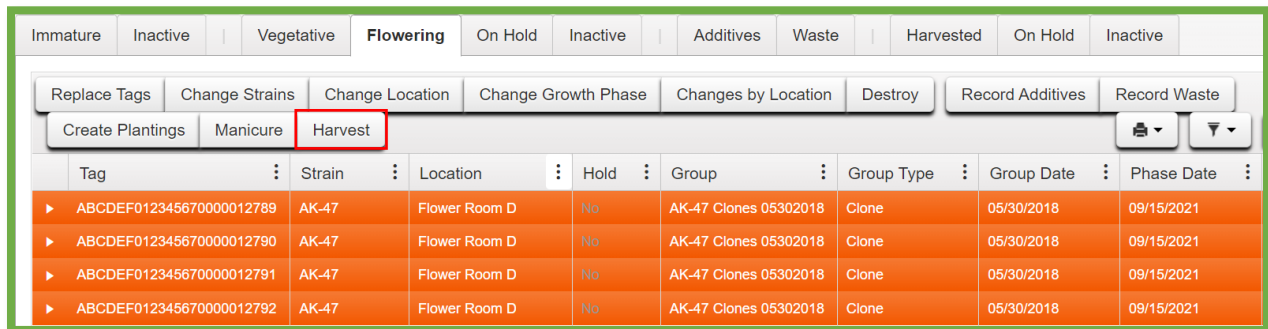 Immature Inactive Vegetative Flowering On Hold Inactive Additives Waste Harvested On Hold Inactive
Replace Tags Change Strains Change Location Change Growth Phase Changes by Location Destroy Record Additives Record Waste
Create Plantings Manicure Harvest
Tag Strain Location Hold Group Group Type Group Date Phase Date
ABCDEF012345670000012789 AK-47 Flower Room D No AK-47 Clones 05302018 Clone 05/30/2018 09/15/2021
ABCDEF012345670000012790 AK-47 Flower Room D No AK-47 Clones 05302018 Clone 05/30/2018 09/15/2021
ABCDEF012345670000012791 AK-47 Flower Room D No AK-47 Clones 05302018 Clone 05/30/2018 09/15/2021
ABCDEF012345670000012792 AK-47 Flower Room D No AK-47 Clones 05302018 Clone 05/30/2018 09/15/2021